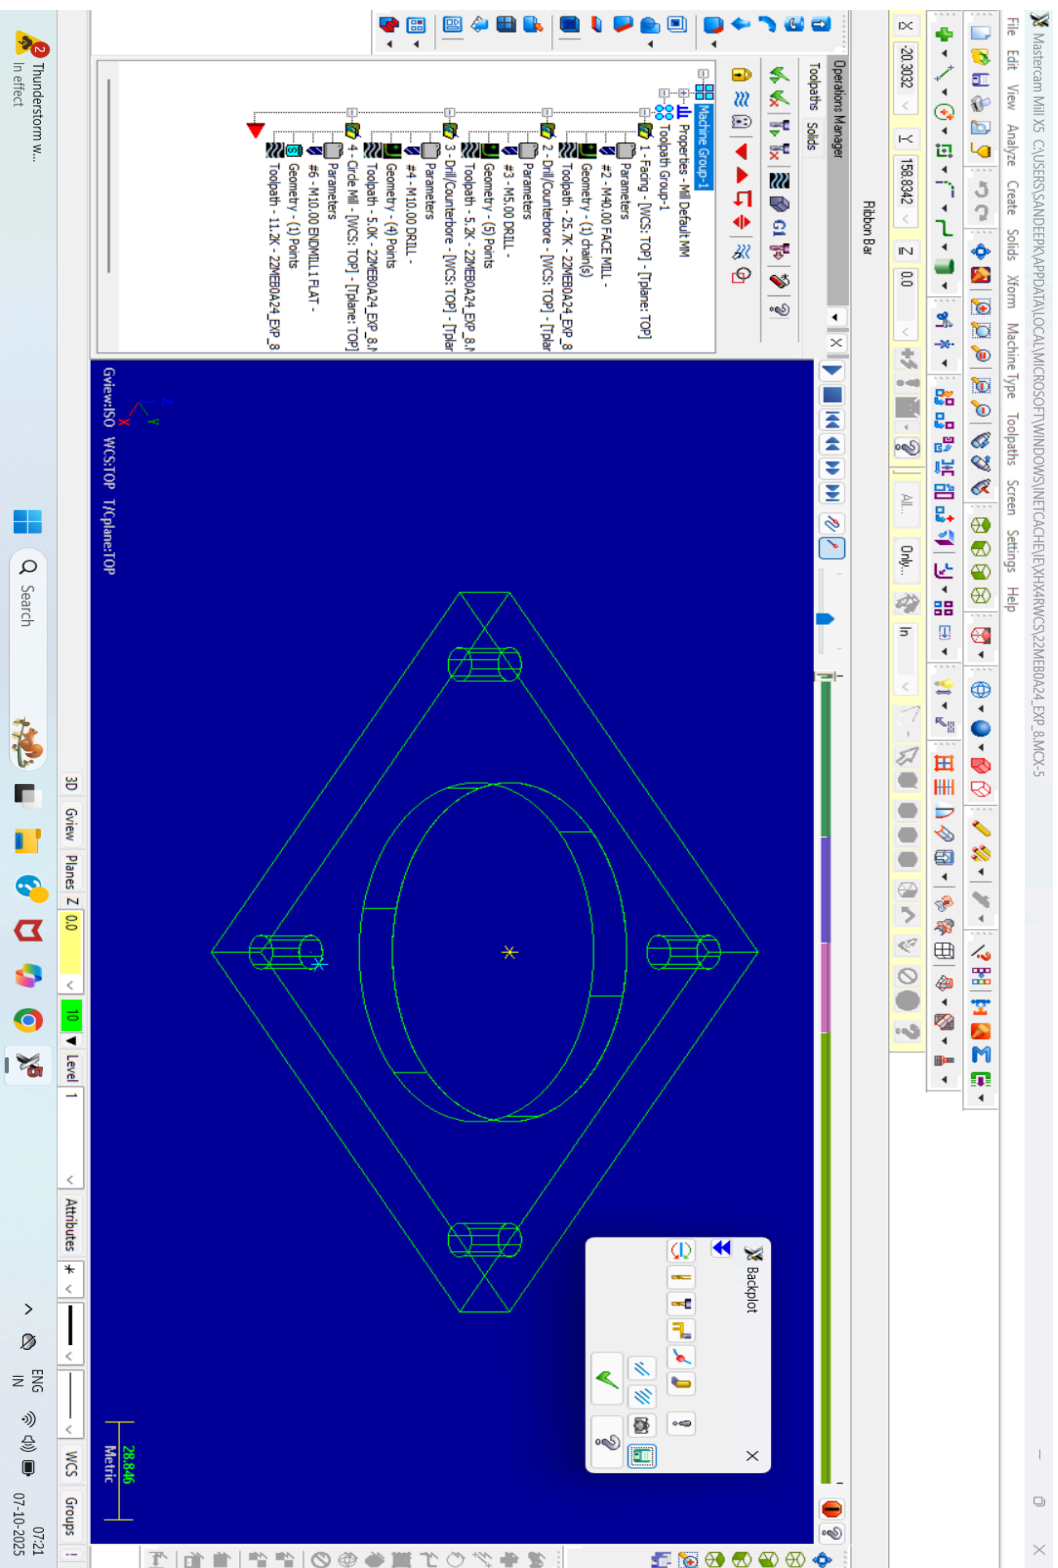 Mastercam Mill X5 C:\USERS\SANDEEPK\APPDATA\LOCAL\MICROSOFT\WINDOWS\INETCACHE\IE\XHX4RWCS\22MEB0A24_EXP_8.MCX-5
File Edit View Analyze Create Solids Xform Machine Type Toolpaths Screen Settings Help
X -20.3032 Y 158.8342 Z 0.0 All... Only... In
Ribbon Bar
Operations Manager
Toolpaths Solids
G1
Machine Group-1
Properties - Mill Default MM
Toolpath Group-1
1 - Facing - [WCS: TOP] - [Tplane: TOP]
Parameters
#2 - M40.00 FACE MILL -
Geometry - (1) chain(s)
Toolpath - 25.7K - 22MEB0A24_EXP_8
2 - Drill/Counterbore - [WCS: TOP] - [Tplar
Parameters
#3 - M5.00 DRILL -
Geometry - (5) Points
Toolpath - 5.2K - 22MEB0A24_EXP_8.N
3 - Drill/Counterbore - [WCS: TOP] - [Tplar
Parameters
#4 - M10.00 DRILL -
Geometry - (4) Points
Toolpath - 5.0K - 22MEB0A24_EXP_8.N
4 - Circle Mill - [WCS: TOP] - [Tplane: TOP]
Parameters
#6 - M10.00 ENDMILL1 FLAT -
Geometry - (1) Points
Toolpath - 11.2K - 22MEB0A24_EXP_8
Backplot
Z
Y
X
Gview:ISO WCS:TOP T/Cplane:TOP
28.846
Metric
3D Gview Planes Z 0.0 10 Level 1 Attributes * WCS Groups !
2
Thunderstorm w...
In effect
Search
ENG
IN
07:21
07-10-2025